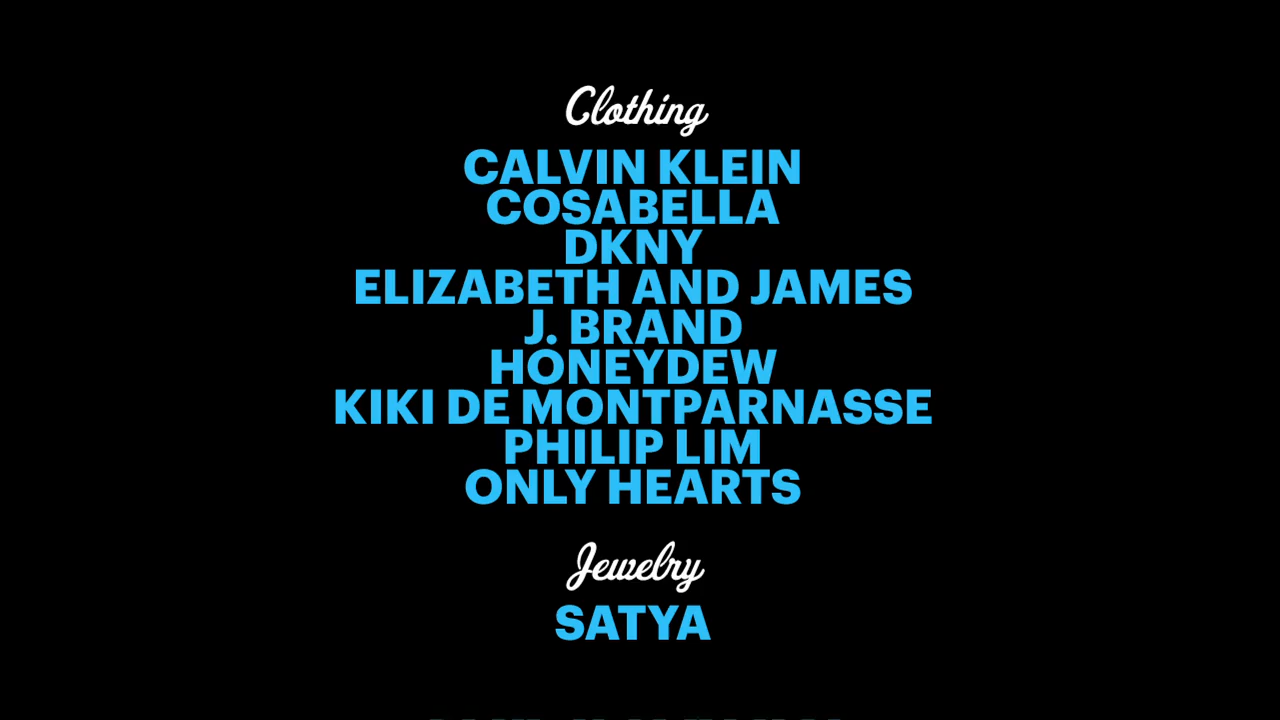 Clothing
CALVIN KLEIN
COSABELLA
DKNY
ELIZABETH AND JAMES
J. BRAND
HONEYDEW
KIKI DE MONTPARNASSE
PHILIP LIM
ONLY HEARTS
Jewelry
SATYA